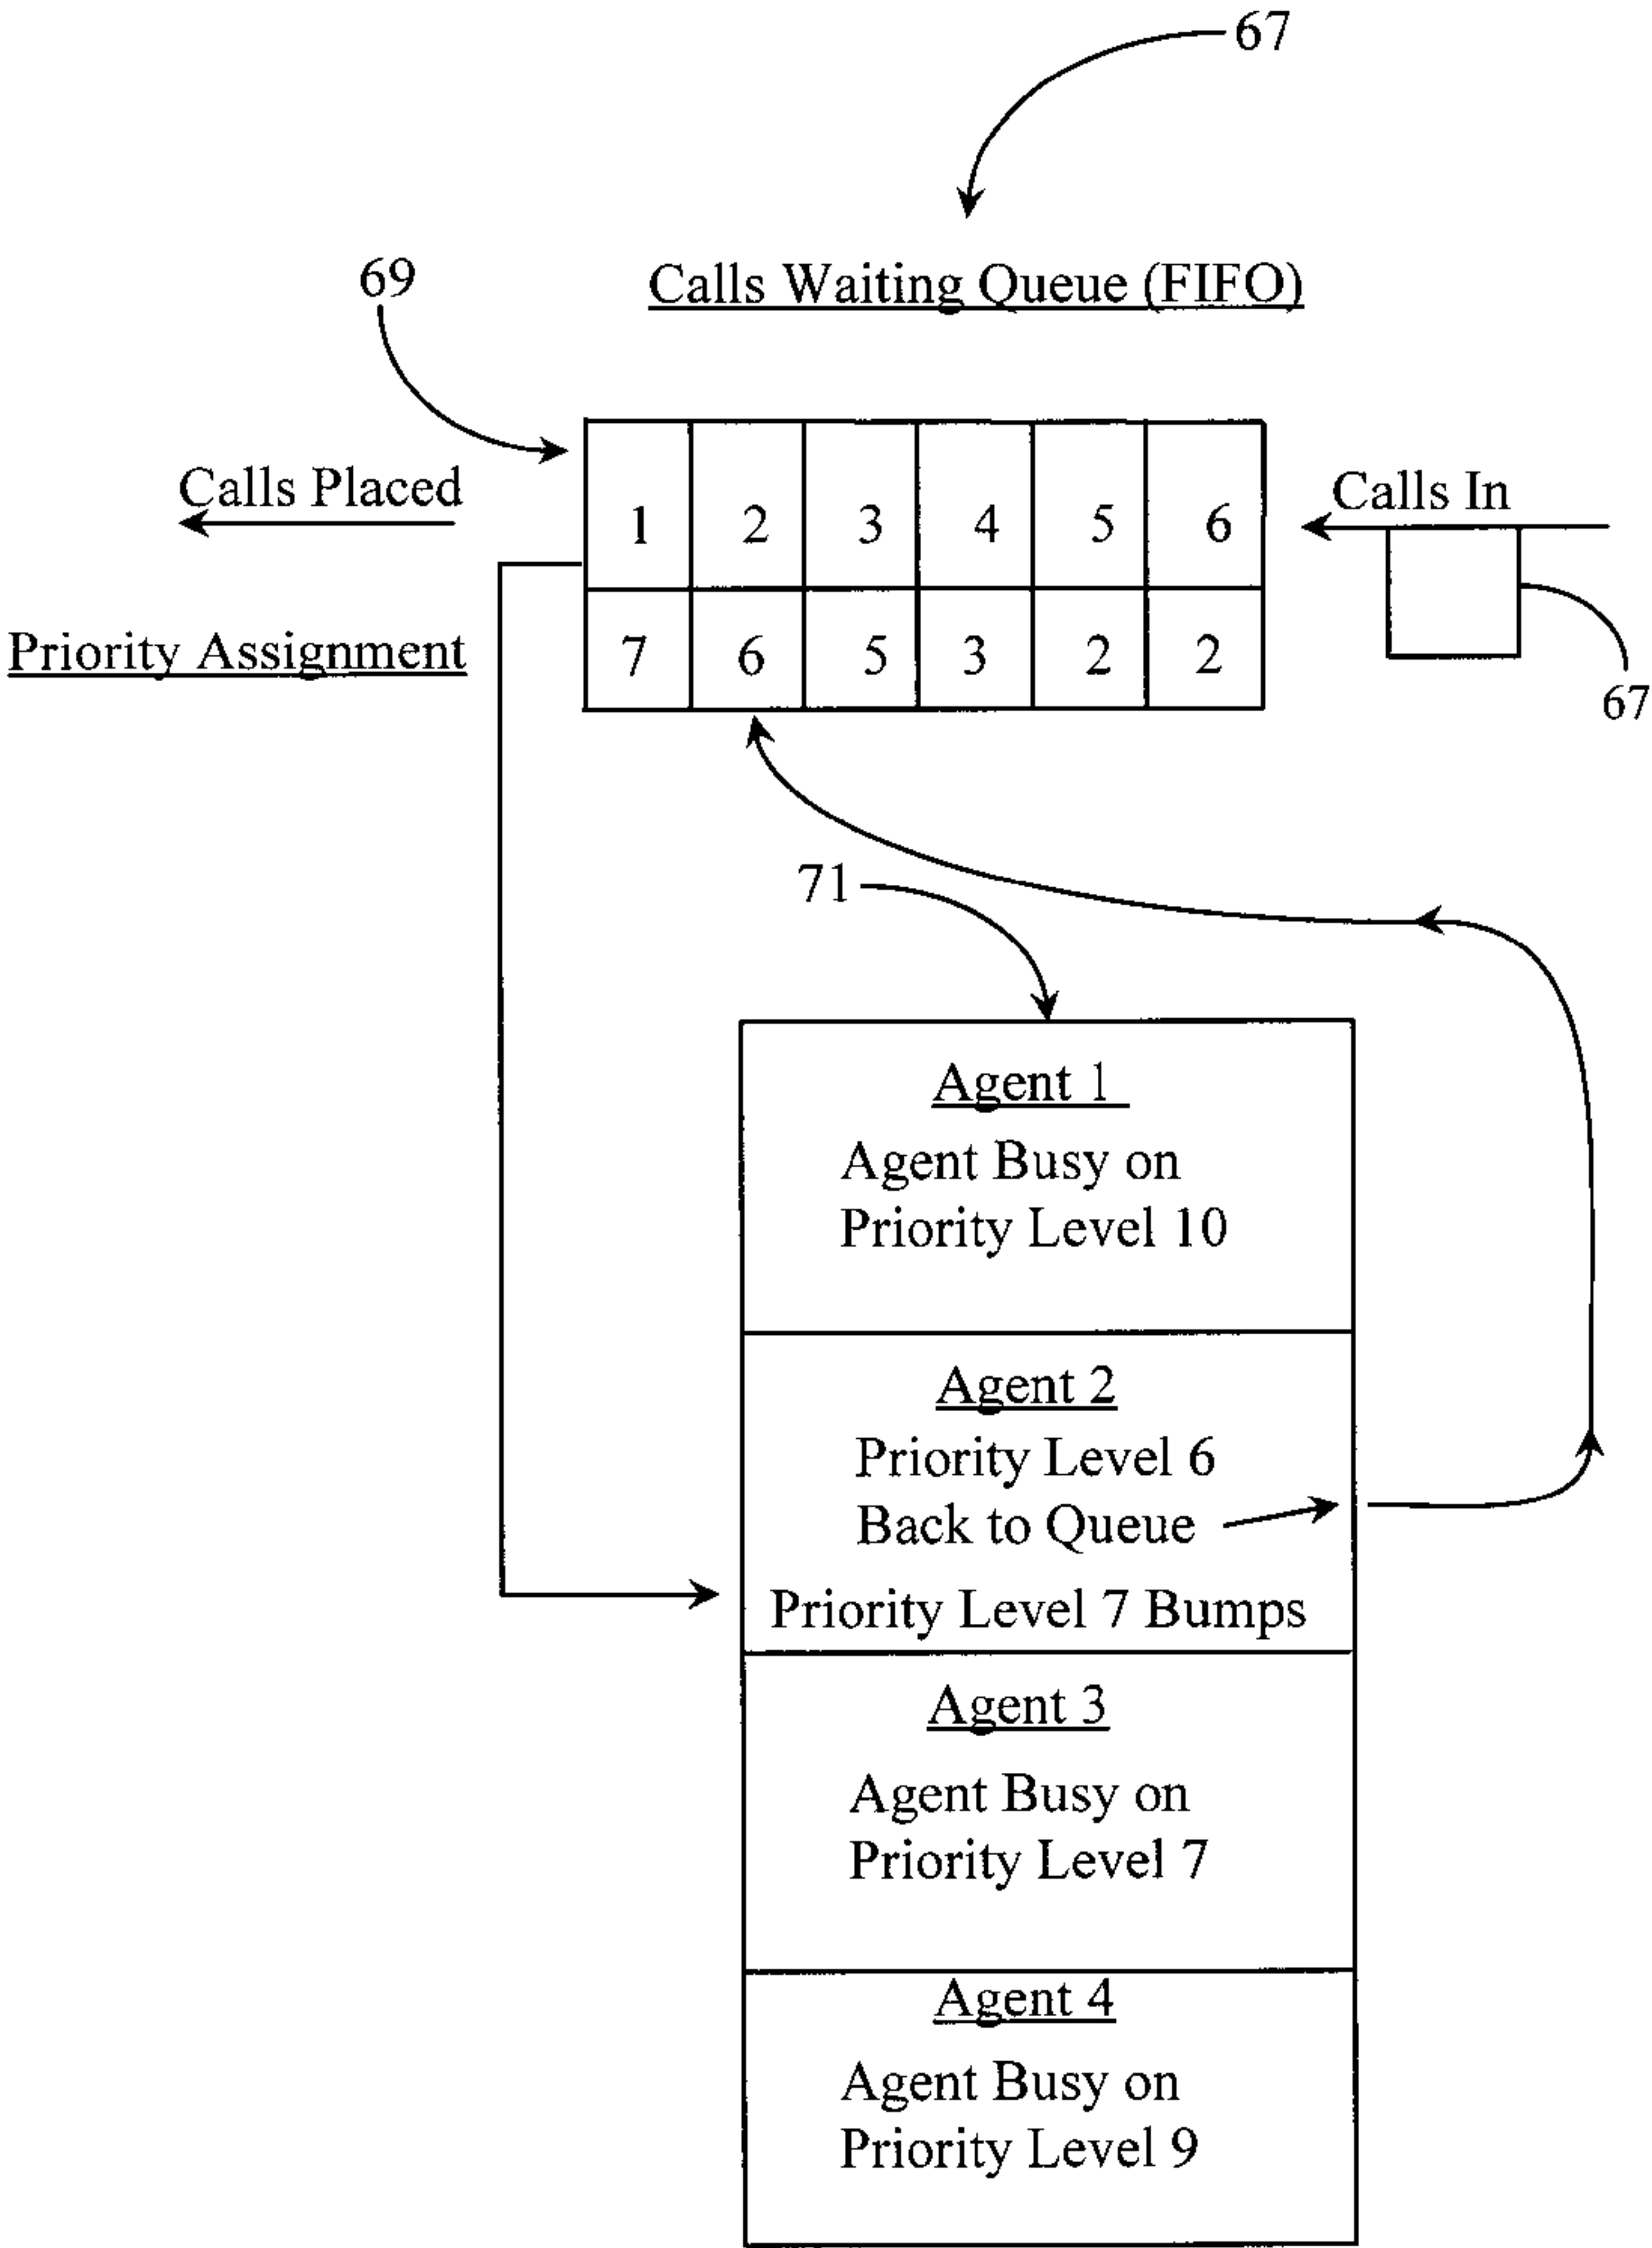 67
69
Calls Waiting Queue (FIFO)
Calls Placed
Calls In
1 2 3 4 5 6
Priority Assignment
7 6 5 3 2 2
67
71
Agent 1
Agent Busy on
Priority Level 10
Agent 2
Priority Level 6
Back to Queue
Priority Level 7 Bumps
Agent 3
Agent Busy on
Priority Level 7
Agent 4
Agent Busy on
Priority Level 9